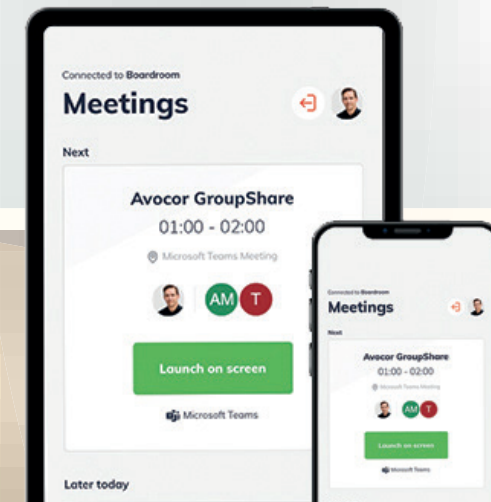 Connected to Boardroom
Meetings
Next
Avocor GroupShare
01:00 - 02:00
Microsoft Teams Meeting
AM
T
Launch on screen
Microsoft Teams
Later today
Connected to Boardroom
Meetings
Next
Avocor GroupShare
01:00 - 02:00
Microsoft Teams Meeting
AM
T
Launch on screen
Microsoft Teams